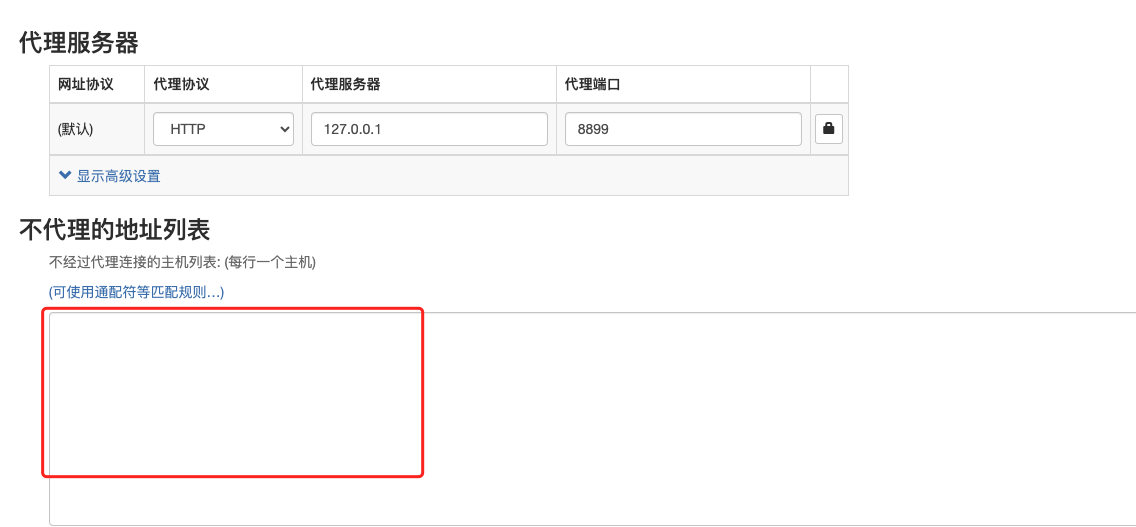 代理服务器
网址协议 代理协议 代理服务器 代理端口
(默认) HTTP 127.0.0.1 8899
显示高级设置
不代理的地址列表
不经过代理连接的主机列表: (每行一个主机)
(可使用通配符等匹配规则…)